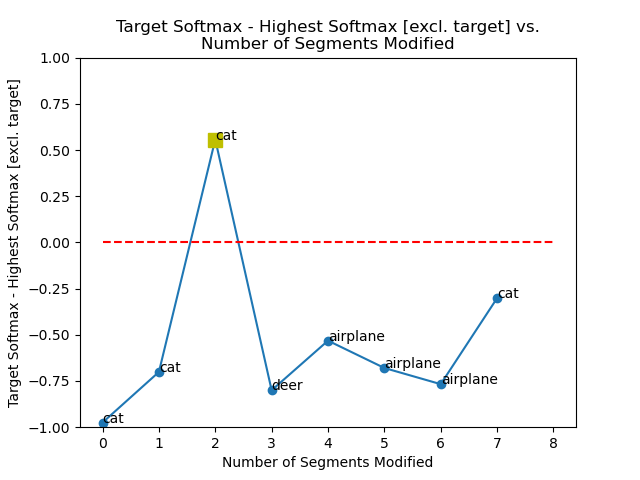 Target Softmax - Highest Softmax [excl. target] vs.
Number of Segments Modified
Target Softmax - Highest Softmax [excl. target]
1.00
0.75
0.50
0.25
0.00
−0.25
−0.50
−0.75
−1.00
cat
cat
cat
deer
airplane
airplane
airplane
cat
0 1 2 3 4 5 6 7 8
Number of Segments Modified